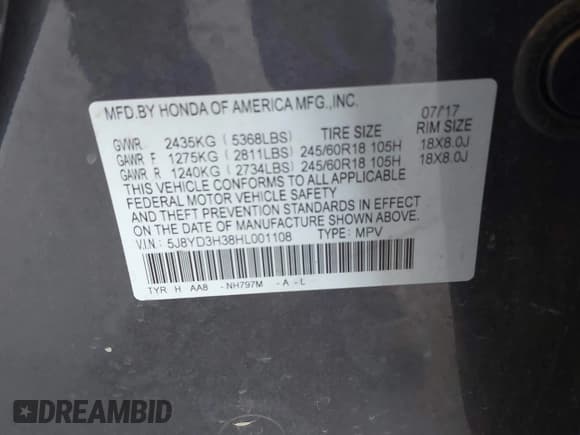 MFD.BY HONDA OF AMERICA MFG.,INC.
07/'17
GVWR 2435KG ( 5368LBS) TIRE SIZE RIM SIZE
GAWR F 1275KG ( 2811LBS) 245/60R18 105H 18X8.0J
GAWR R 1240KG ( 2734LBS) 245/60R18 105H 18X8.0J
THIS VEHICLE CONFORMS TO ALL APPLICABLE
FEDERAL MOTOR VEHICLE SAFETY
AND THEFT PREVENTION STANDARDS IN EFFECT
ON THE DATE OF MANUFACTURE SHOWN ABOVE.
V.I.N.: 5J8YD3H38HL001108 TYPE: MPV
TYR H AA8 -NH797M -A -L
DREAMBID